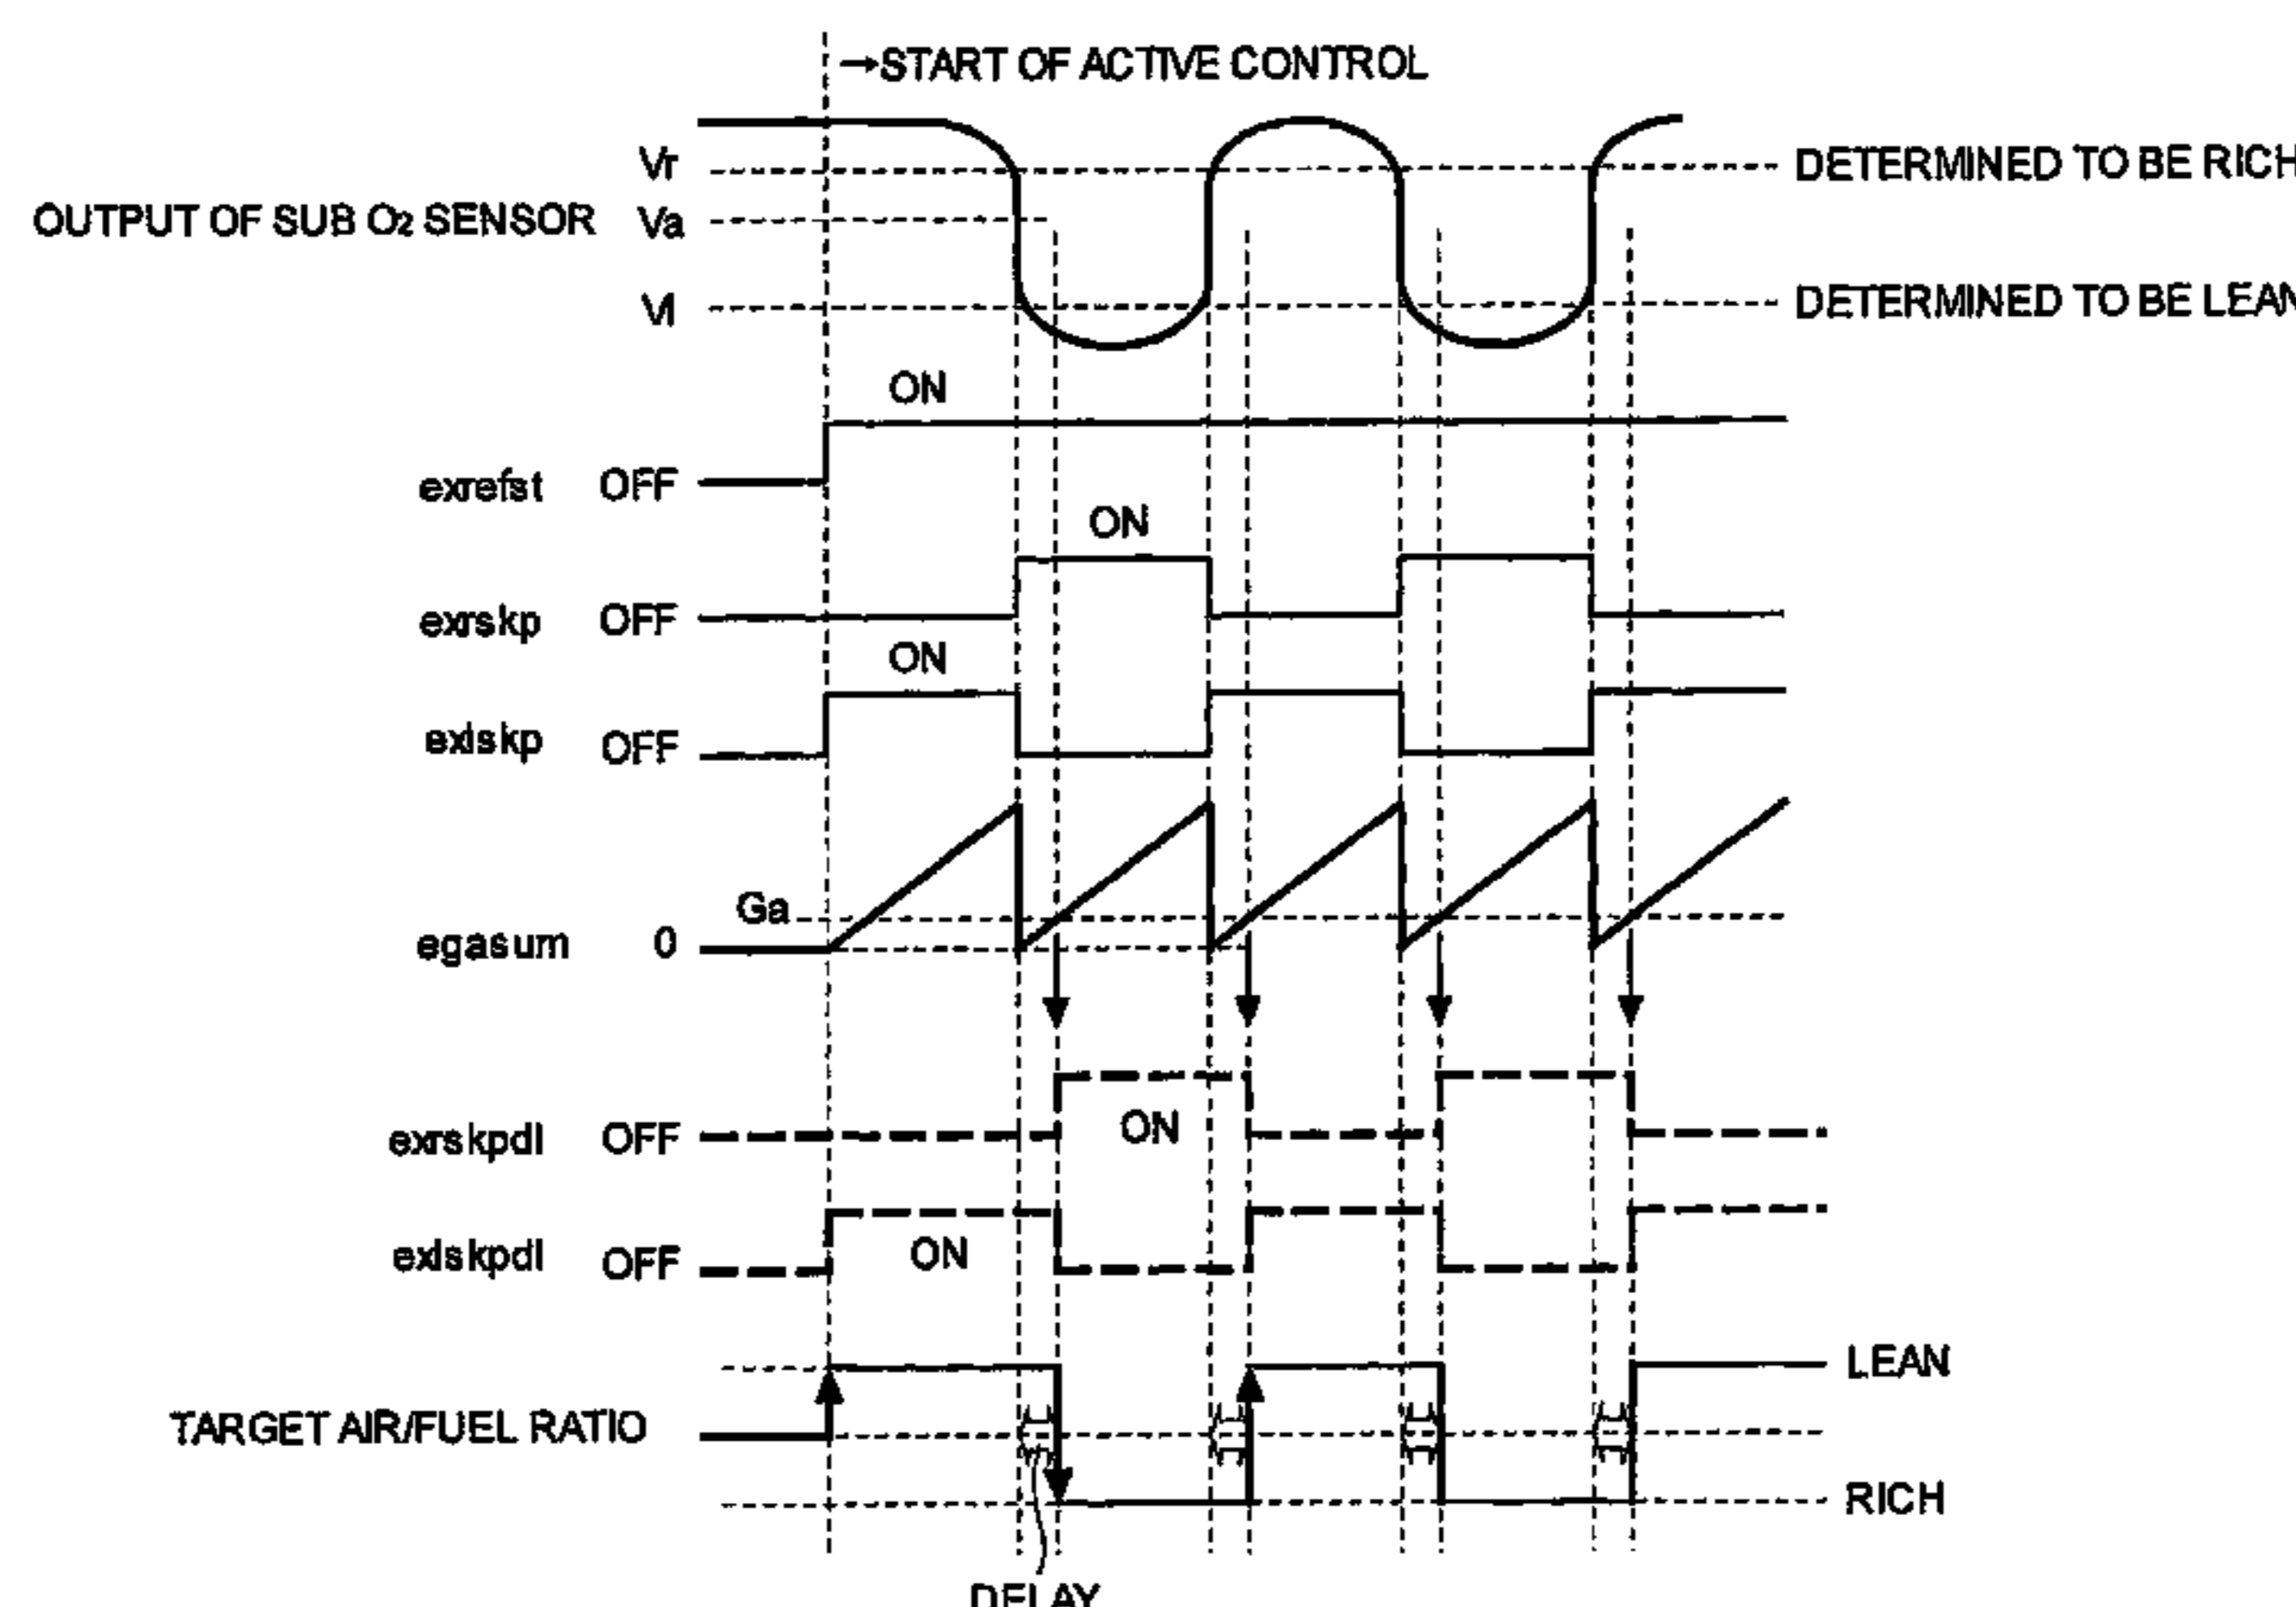 →START OF ACTIVE CONTROL
Vr
DETERMINED TO BE RICH
OUTPUT OF SUB O2 SENSOR
Va
Vl
DETERMINED TO BE LEAN
ON
exrefst OFF
ON
exrskp OFF
ON
exlskp OFF
Ga
egasum 0
exrskpdl OFF
ON
exlskpdl OFF
ON
LEAN
TARGET AIR/FUEL RATIO
RICH
DELAY